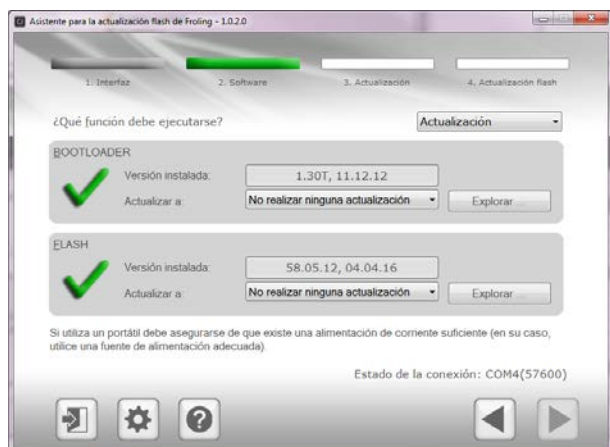 Asistente para la actualización flash de Froling - 1.0.2.0
1. Interfaz
2. Software
3. Actualización
4. Actualización flash
¿Qué función debe ejecutarse?
Actualización
BOOTLOADER
Versión instalada:
1.30T, 11.12.12
Actualizar a:
No realizar ninguna actualización
Explorar ...
FLASH
Versión instalada:
58.05.12, 04.04.16
Actualizar a:
No realizar ninguna actualización
Explorar ...
Si utiliza un portátil debe asegurarse de que existe una alimentación de corriente suficiente (en su caso,
utilice una fuente de alimentación adecuada).
Estado de la conexión: COM4(57600)